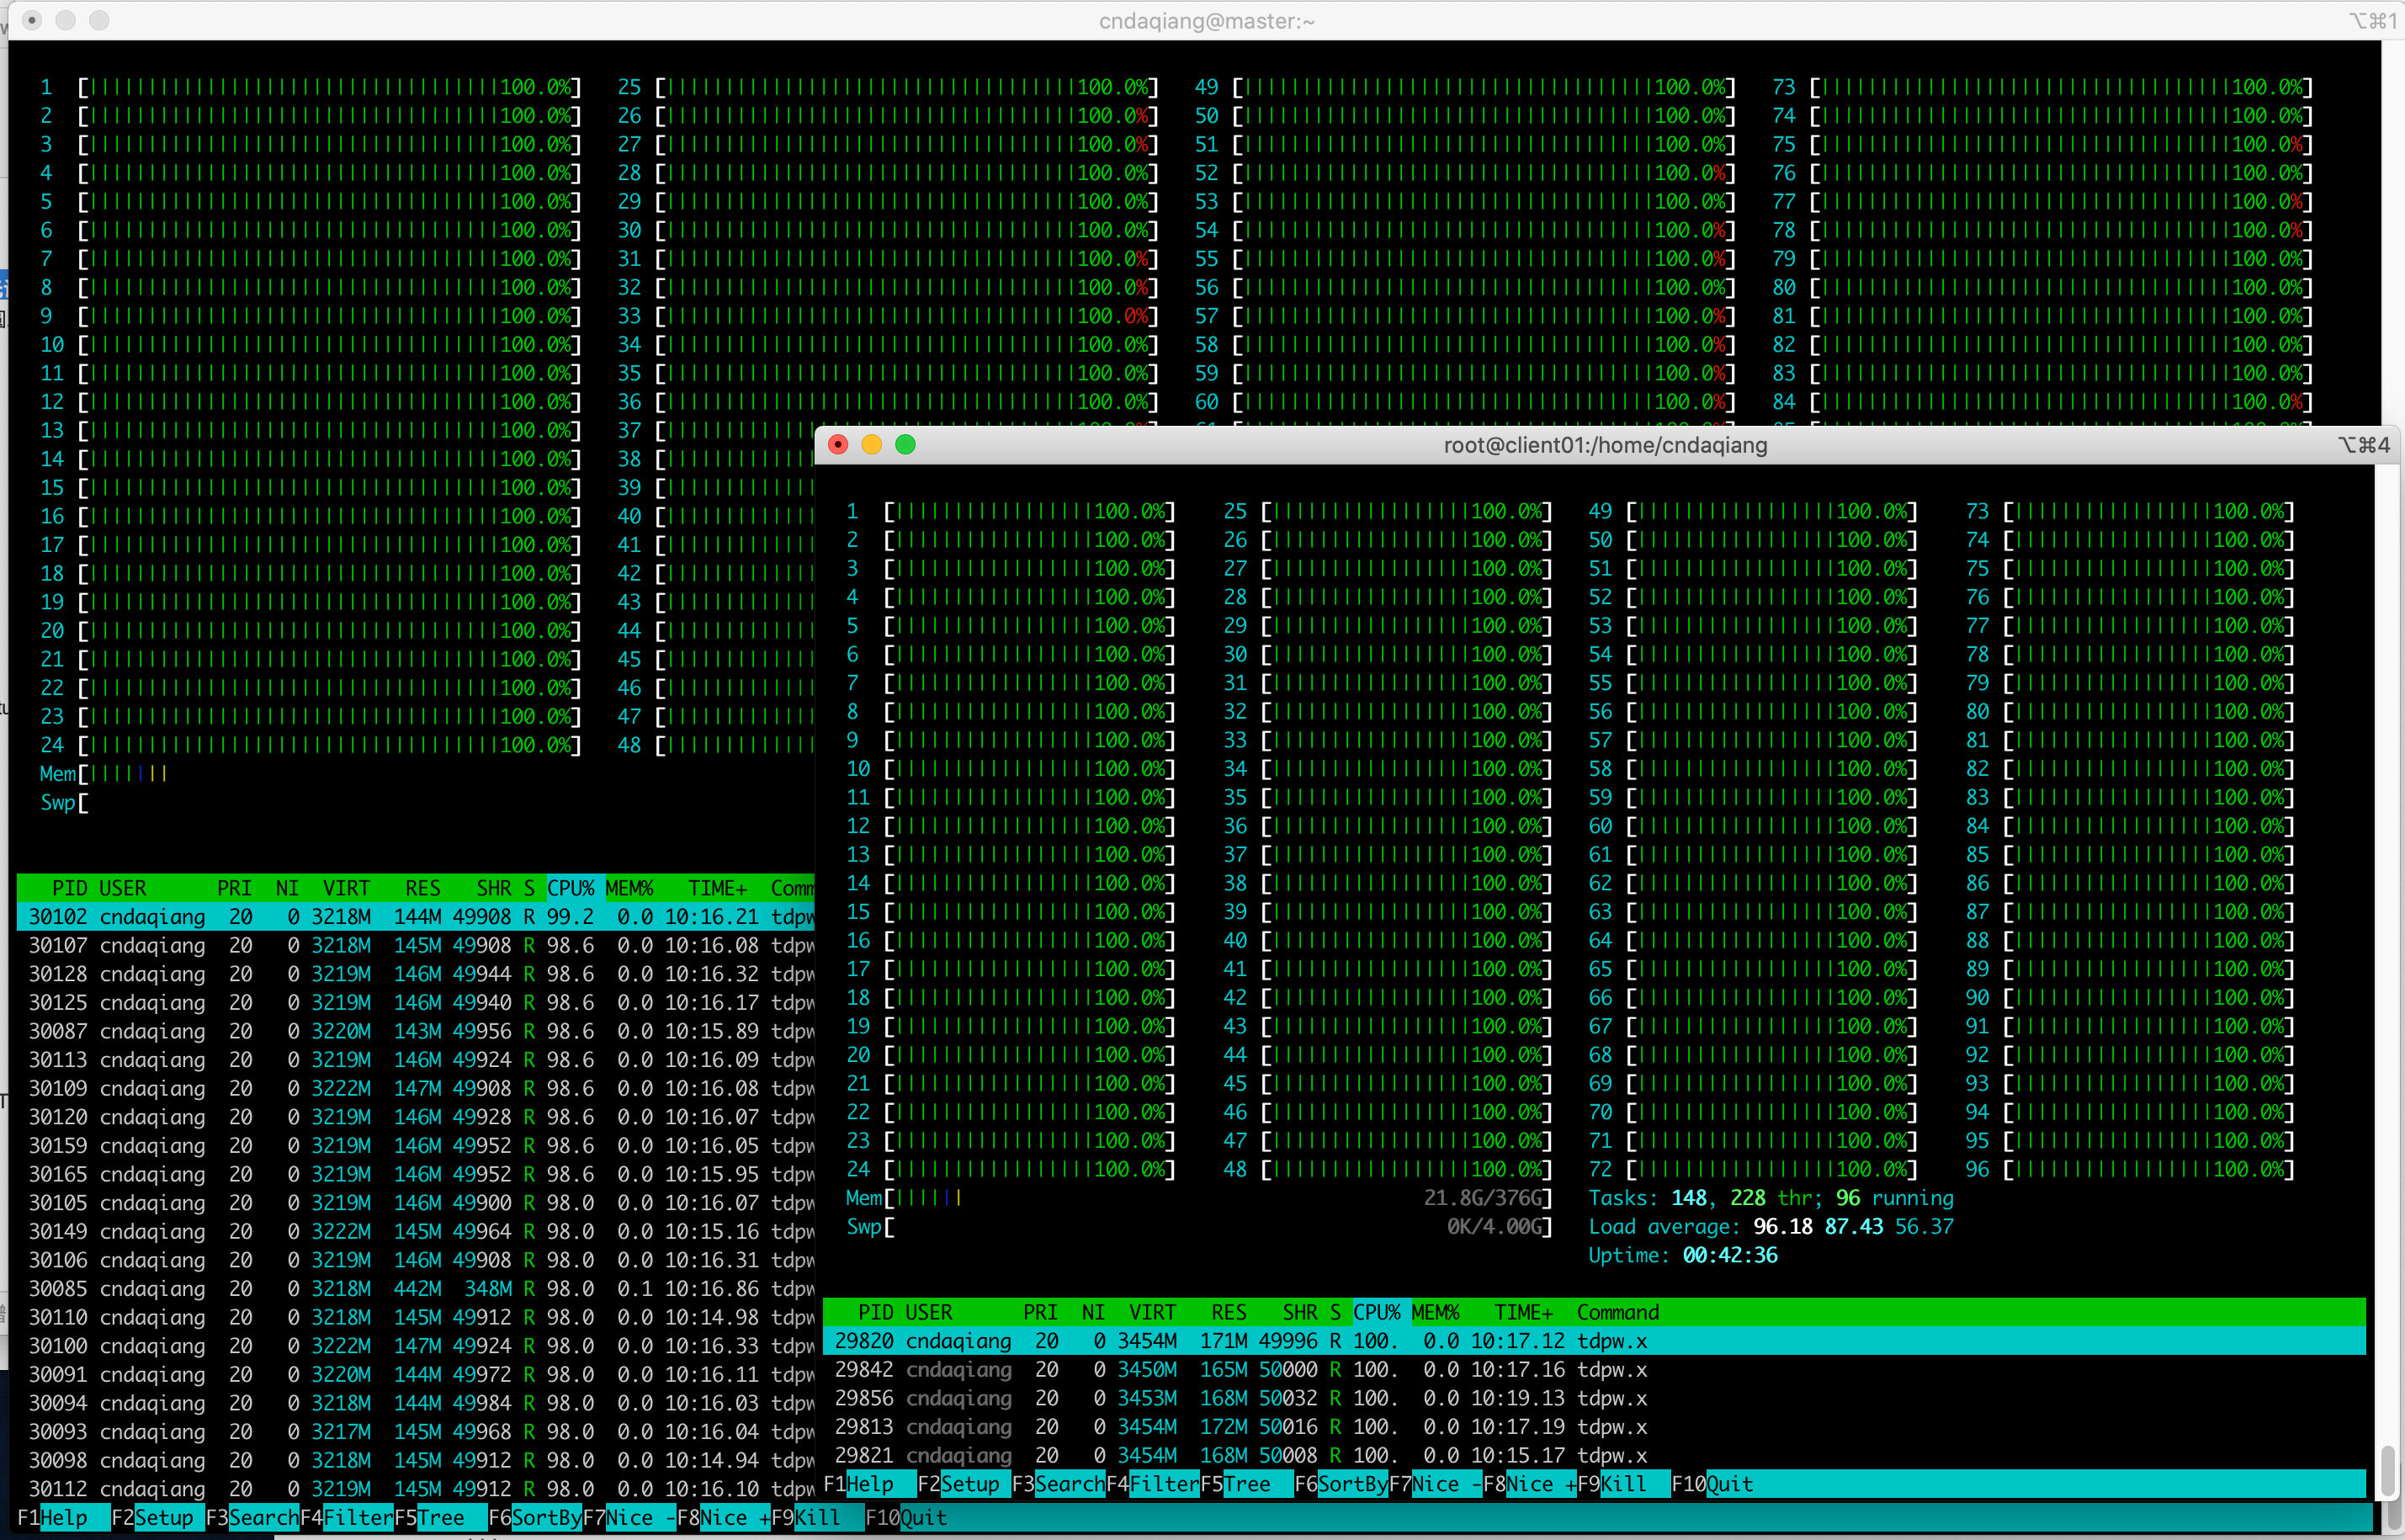 cndaqiang@master:~ ⌥⌘1
1 [100.0%] 25 [100.0%] 49 [100.0%] 73 [100.0%]
2 [100.0%] 26 [100.0%] 50 [100.0%] 74 [100.0%]
3 [100.0%] 27 [100.0%] 51 [100.0%] 75 [100.0%]
4 [100.0%] 28 [100.0%] 52 [100.0%] 76 [100.0%]
5 [100.0%] 29 [100.0%] 53 [100.0%] 77 [100.0%]
6 [100.0%] 30 [100.0%] 54 [100.0%] 78 [100.0%]
7 [100.0%] 31 [100.0%] 55 [100.0%] 79 [100.0%]
8 [100.0%] 32 [100.0%] 56 [100.0%] 80 [100.0%]
9 [100.0%] 33 [100.0%] 57 [100.0%] 81 [100.0%]
10 [100.0%] 34 [100.0%] 58 [100.0%] 82 [100.0%]
11 [100.0%] 35 [100.0%] 59 [100.0%] 83 [100.0%]
12 [100.0%] 36 [100.0%] 60 [100.0%] 84 [100.0%]
13 [100.0%] 37 [
14 [100.0%] 38 [
15 [100.0%] 39 [
16 [100.0%] 40 [
17 [100.0%] 41 [
18 [100.0%] 42 [
19 [100.0%] 43 [
20 [100.0%] 44 [
21 [100.0%] 45 [
22 [100.0%] 46 [
23 [100.0%] 47 [
24 [100.0%] 48 [
Mem[
Swp[
PID USER PRI NI VIRT RES SHR S CPU% MEM% TIME+ Comm
30102 cndaqiang 20 0 3218M 144M 49908 R 99.2 0.0 10:16.21 tdpw
30107 cndaqiang 20 0 3218M 145M 49908 R 98.6 0.0 10:16.08 tdpw
30128 cndaqiang 20 0 3219M 146M 49944 R 98.6 0.0 10:16.32 tdpw
30125 cndaqiang 20 0 3219M 146M 49940 R 98.6 0.0 10:16.17 tdpw
30087 cndaqiang 20 0 3220M 143M 49956 R 98.6 0.0 10:15.89 tdpw
30113 cndaqiang 20 0 3219M 146M 49924 R 98.6 0.0 10:16.09 tdpw
30109 cndaqiang 20 0 3222M 147M 49908 R 98.6 0.0 10:16.08 tdpw
30120 cndaqiang 20 0 3219M 146M 49928 R 98.6 0.0 10:16.07 tdpw
30159 cndaqiang 20 0 3219M 146M 49952 R 98.6 0.0 10:16.05 tdpw
30165 cndaqiang 20 0 3219M 146M 49952 R 98.6 0.0 10:15.95 tdpw
30105 cndaqiang 20 0 3219M 146M 49900 R 98.0 0.0 10:16.07 tdpw
30149 cndaqiang 20 0 3222M 145M 49964 R 98.0 0.0 10:15.16 tdpw
30106 cndaqiang 20 0 3219M 146M 49908 R 98.0 0.0 10:16.31 tdpw
30085 cndaqiang 20 0 3218M 442M 348M R 98.0 0.1 10:16.86 tdpw
30110 cndaqiang 20 0 3218M 145M 49912 R 98.0 0.0 10:14.98 tdpw
30100 cndaqiang 20 0 3222M 147M 49924 R 98.0 0.0 10:16.33 tdpw
30091 cndaqiang 20 0 3220M 144M 49972 R 98.0 0.0 10:16.11 tdpw
30094 cndaqiang 20 0 3218M 144M 49984 R 98.0 0.0 10:16.03 tdpw
30093 cndaqiang 20 0 3217M 145M 49968 R 98.0 0.0 10:16.04 tdpw
30098 cndaqiang 20 0 3218M 145M 49912 R 98.0 0.0 10:14.94 tdpw
30112 cndaqiang 20 0 3219M 145M 49912 R 98.0 0.0 10:16.10 tdpw
F1Help F2Setup F3SearchF4FilterF5Tree F6SortByF7Nice -F8Nice +F9Kill F10Quit
root@client01:/home/cndaqiang ⌥⌘4
1 [100.0%] 25 [100.0%] 49 [100.0%] 73 [100.0%]
2 [100.0%] 26 [100.0%] 50 [100.0%] 74 [100.0%]
3 [100.0%] 27 [100.0%] 51 [100.0%] 75 [100.0%]
4 [100.0%] 28 [100.0%] 52 [100.0%] 76 [100.0%]
5 [100.0%] 29 [100.0%] 53 [100.0%] 77 [100.0%]
6 [100.0%] 30 [100.0%] 54 [100.0%] 78 [100.0%]
7 [100.0%] 31 [100.0%] 55 [100.0%] 79 [100.0%]
8 [100.0%] 32 [100.0%] 56 [100.0%] 80 [100.0%]
9 [100.0%] 33 [100.0%] 57 [100.0%] 81 [100.0%]
10 [100.0%] 34 [100.0%] 58 [100.0%] 82 [100.0%]
11 [100.0%] 35 [100.0%] 59 [100.0%] 83 [100.0%]
12 [100.0%] 36 [100.0%] 60 [100.0%] 84 [100.0%]
13 [100.0%] 37 [100.0%] 61 [100.0%] 85 [100.0%]
14 [100.0%] 38 [100.0%] 62 [100.0%] 86 [100.0%]
15 [100.0%] 39 [100.0%] 63 [100.0%] 87 [100.0%]
16 [100.0%] 40 [100.0%] 64 [100.0%] 88 [100.0%]
17 [100.0%] 41 [100.0%] 65 [100.0%] 89 [100.0%]
18 [100.0%] 42 [100.0%] 66 [100.0%] 90 [100.0%]
19 [100.0%] 43 [100.0%] 67 [100.0%] 91 [100.0%]
20 [100.0%] 44 [100.0%] 68 [100.0%] 92 [100.0%]
21 [100.0%] 45 [100.0%] 69 [100.0%] 93 [100.0%]
22 [100.0%] 46 [100.0%] 70 [100.0%] 94 [100.0%]
23 [100.0%] 47 [100.0%] 71 [100.0%] 95 [100.0%]
24 [100.0%] 48 [100.0%] 72 [100.0%] 96 [100.0%]
Mem[21.8G/376G] Tasks: 148, 228 thr; 96 running
Swp[0K/4.00G] Load average: 96.18 87.43 56.37
Uptime: 00:42:36
PID USER PRI NI VIRT RES SHR S CPU% MEM% TIME+ Command
29820 cndaqiang 20 0 3454M 171M 49996 R 100. 0.0 10:17.12 tdpw.x
29842 cndaqiang 20 0 3450M 165M 50000 R 100. 0.0 10:17.16 tdpw.x
29856 cndaqiang 20 0 3453M 168M 50032 R 100. 0.0 10:19.13 tdpw.x
29813 cndaqiang 20 0 3454M 172M 50016 R 100. 0.0 10:17.19 tdpw.x
29821 cndaqiang 20 0 3454M 168M 50008 R 100. 0.0 10:15.17 tdpw.x
F1Help F2Setup F3SearchF4FilterF5Tree F6SortByF7Nice -F8Nice +F9Kill F10Quit